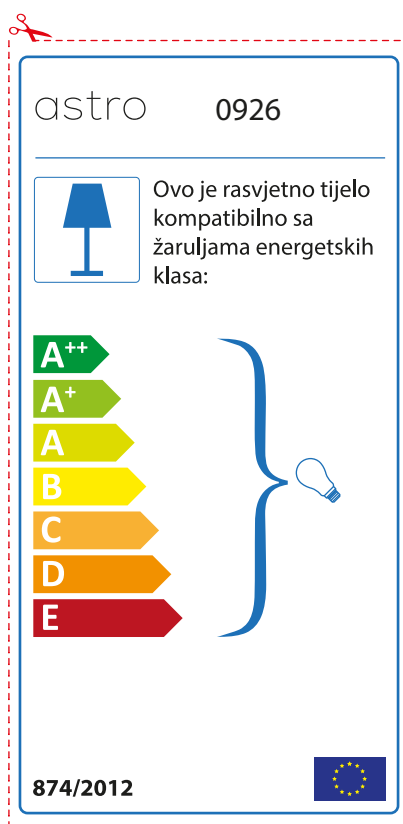 astro 0926
Ovo je rasvjetno tijelo
kompatibilno sa
žaruljama energetskih
klasa:
A++
A+
A
B
C
D
E
874/2012